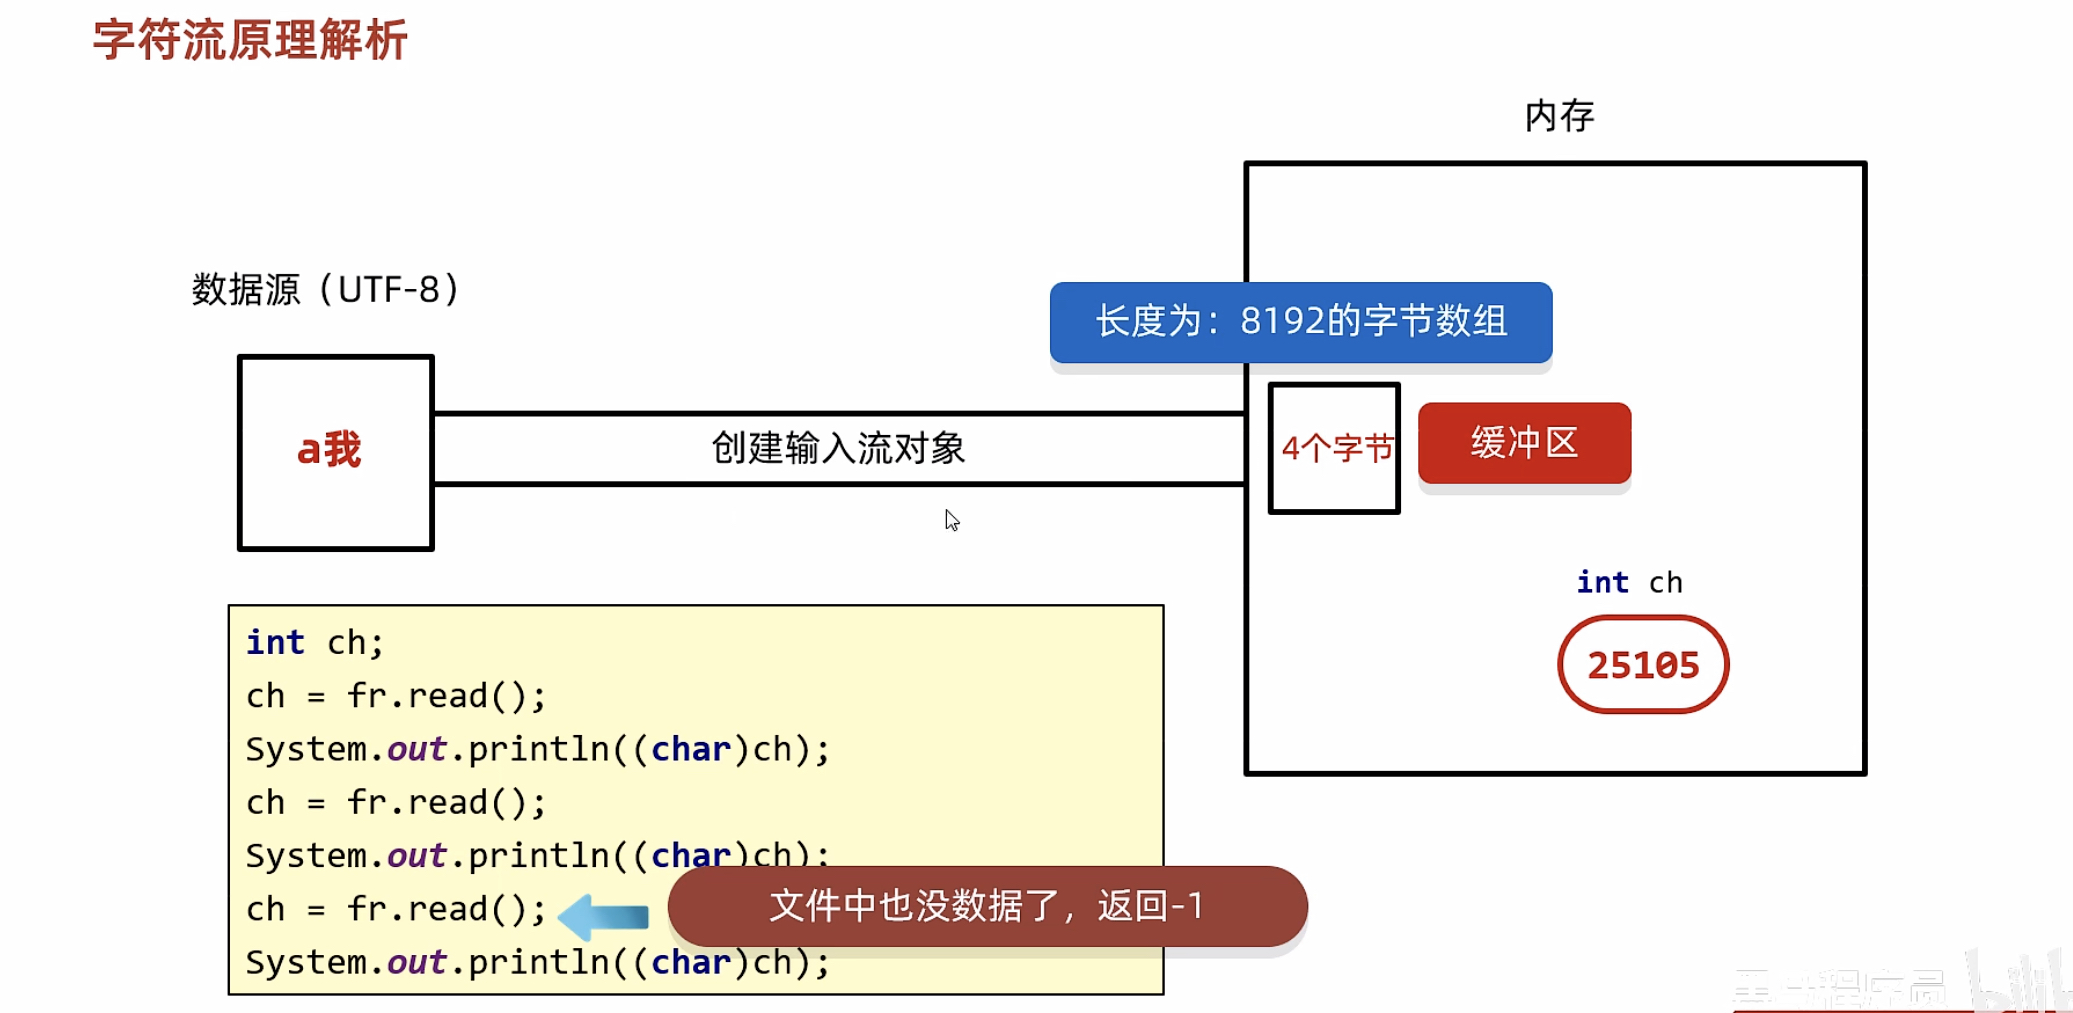 字符流原理解析
内存
数据源（UTF-8）
长度为：8192的字节数组
a我
创建输入流对象
4个字节
缓冲区
int ch
25105
int ch;
ch = fr.read();
System.out.println((char)ch);
ch = fr.read();
System.out.println((char)ch);
ch = fr.read();
文件中也没数据了，返回-1
System.out.println((char)ch);